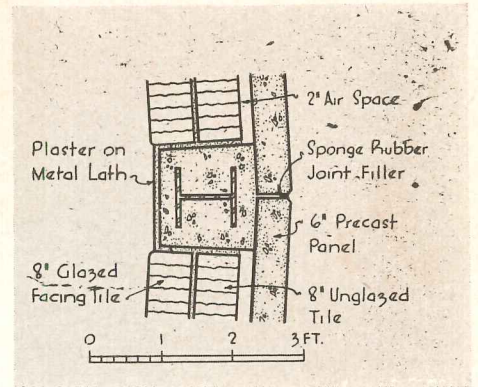 2" Air Space
Plaster on
Metal Lath
Sponge Rubber
Joint Filler
6" Precast
Panel
8" Glazed
Facing Tile
8" Unglazed
Tile
0 1 2 3 FT.